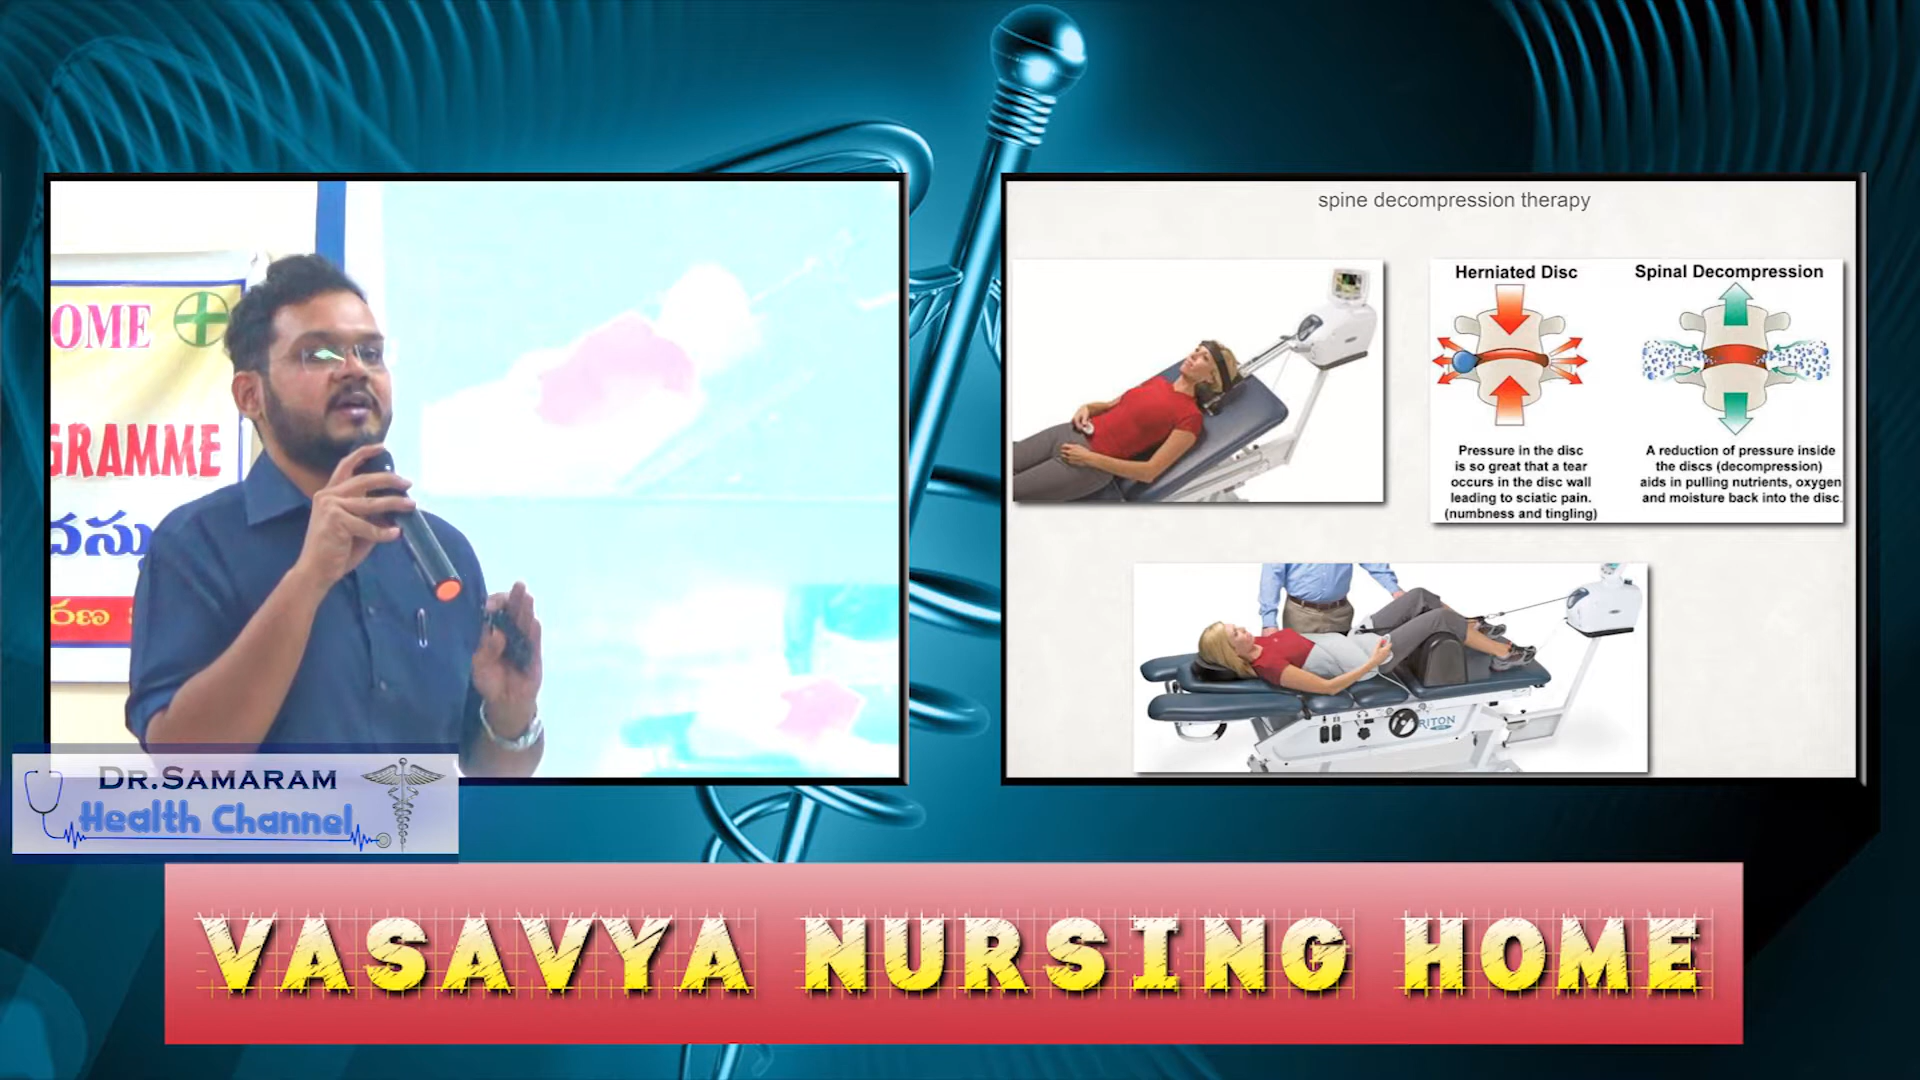 OME
GRAMME
దస్సు
రణ
spine decompression therapy
Herniated Disc
Pressure in the disc
is so great that a tear
occurs in the disc wall
leading to sciatic pain.
(numbness and tingling)
Spinal Decompression
A reduction of pressure inside
the discs (decompression)
aids in pulling nutrients, oxygen
and moisture back into the disc.
RITON
DR.SAMARAM
Health Channel
VASAVYA NURSING HOME